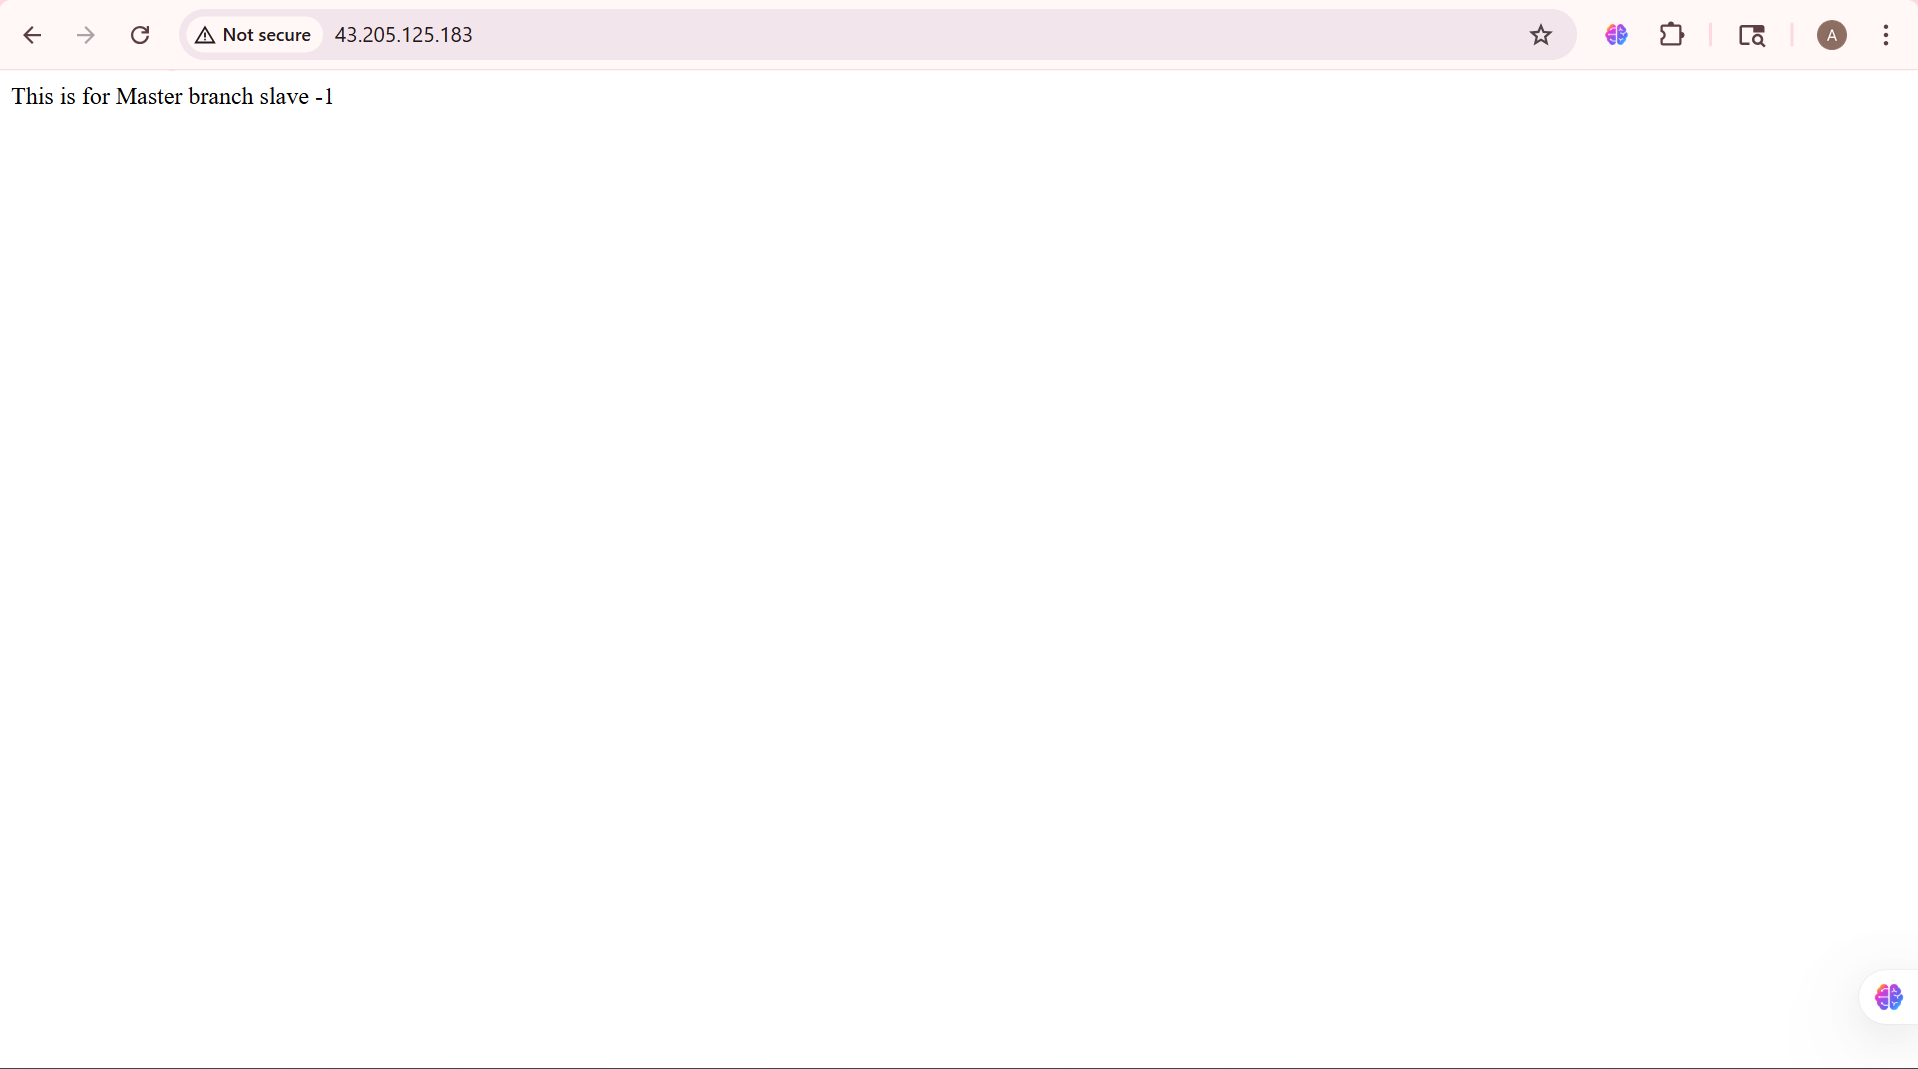 Not secure 43.205.125.183 A
This is for Master branch slave -1